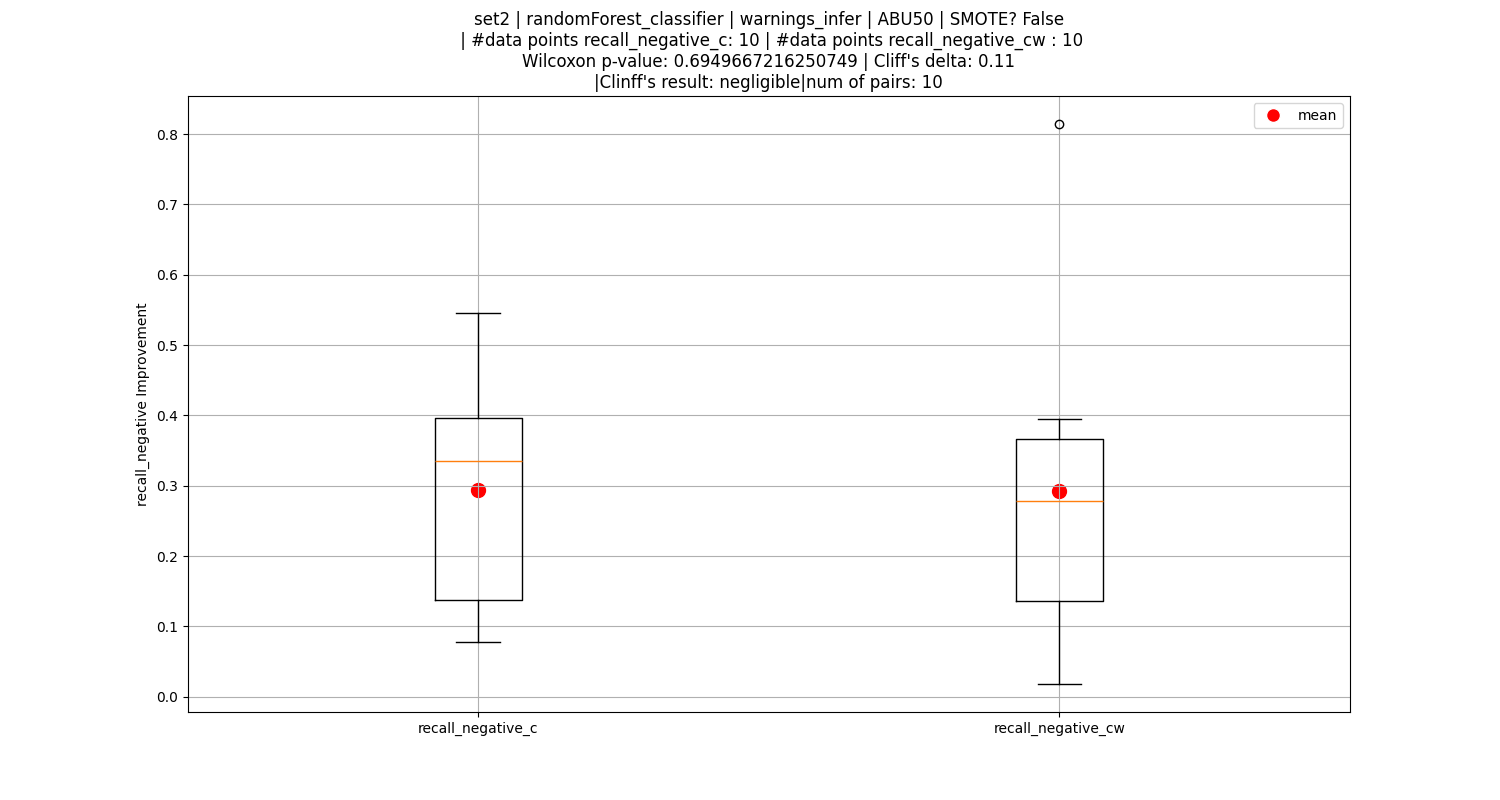 set2 | randomForest_classifier | warnings_infer | ABU50 | SMOTE? False
| #data points recall_negative_c: 10 | #data points recall_negative_cw : 10
Wilcoxon p-value: 0.6949667216250749 | Cliff's delta: 0.11
|Clinff's result: negligible|num of pairs: 10
mean
0.8
0.7
0.6
0.5
0.4
0.3
0.2
0.1
0.0
recall_negative Improvement
recall_negative_c
recall_negative_cw